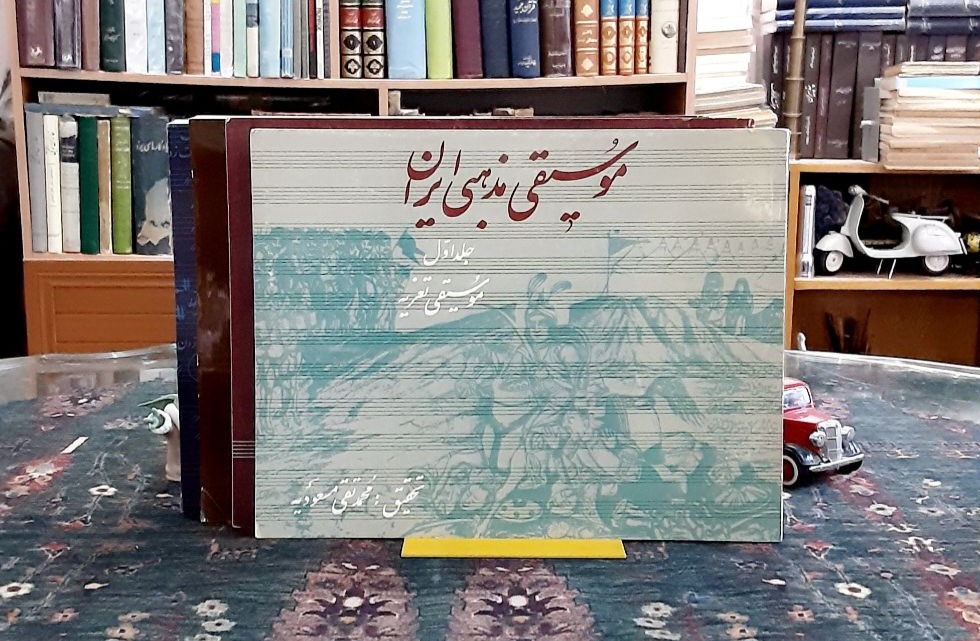 موسیقی مذهبی ایران
جلد اول
موسیقی تعزیه
تحقیق : محمدتقی مسعودیه